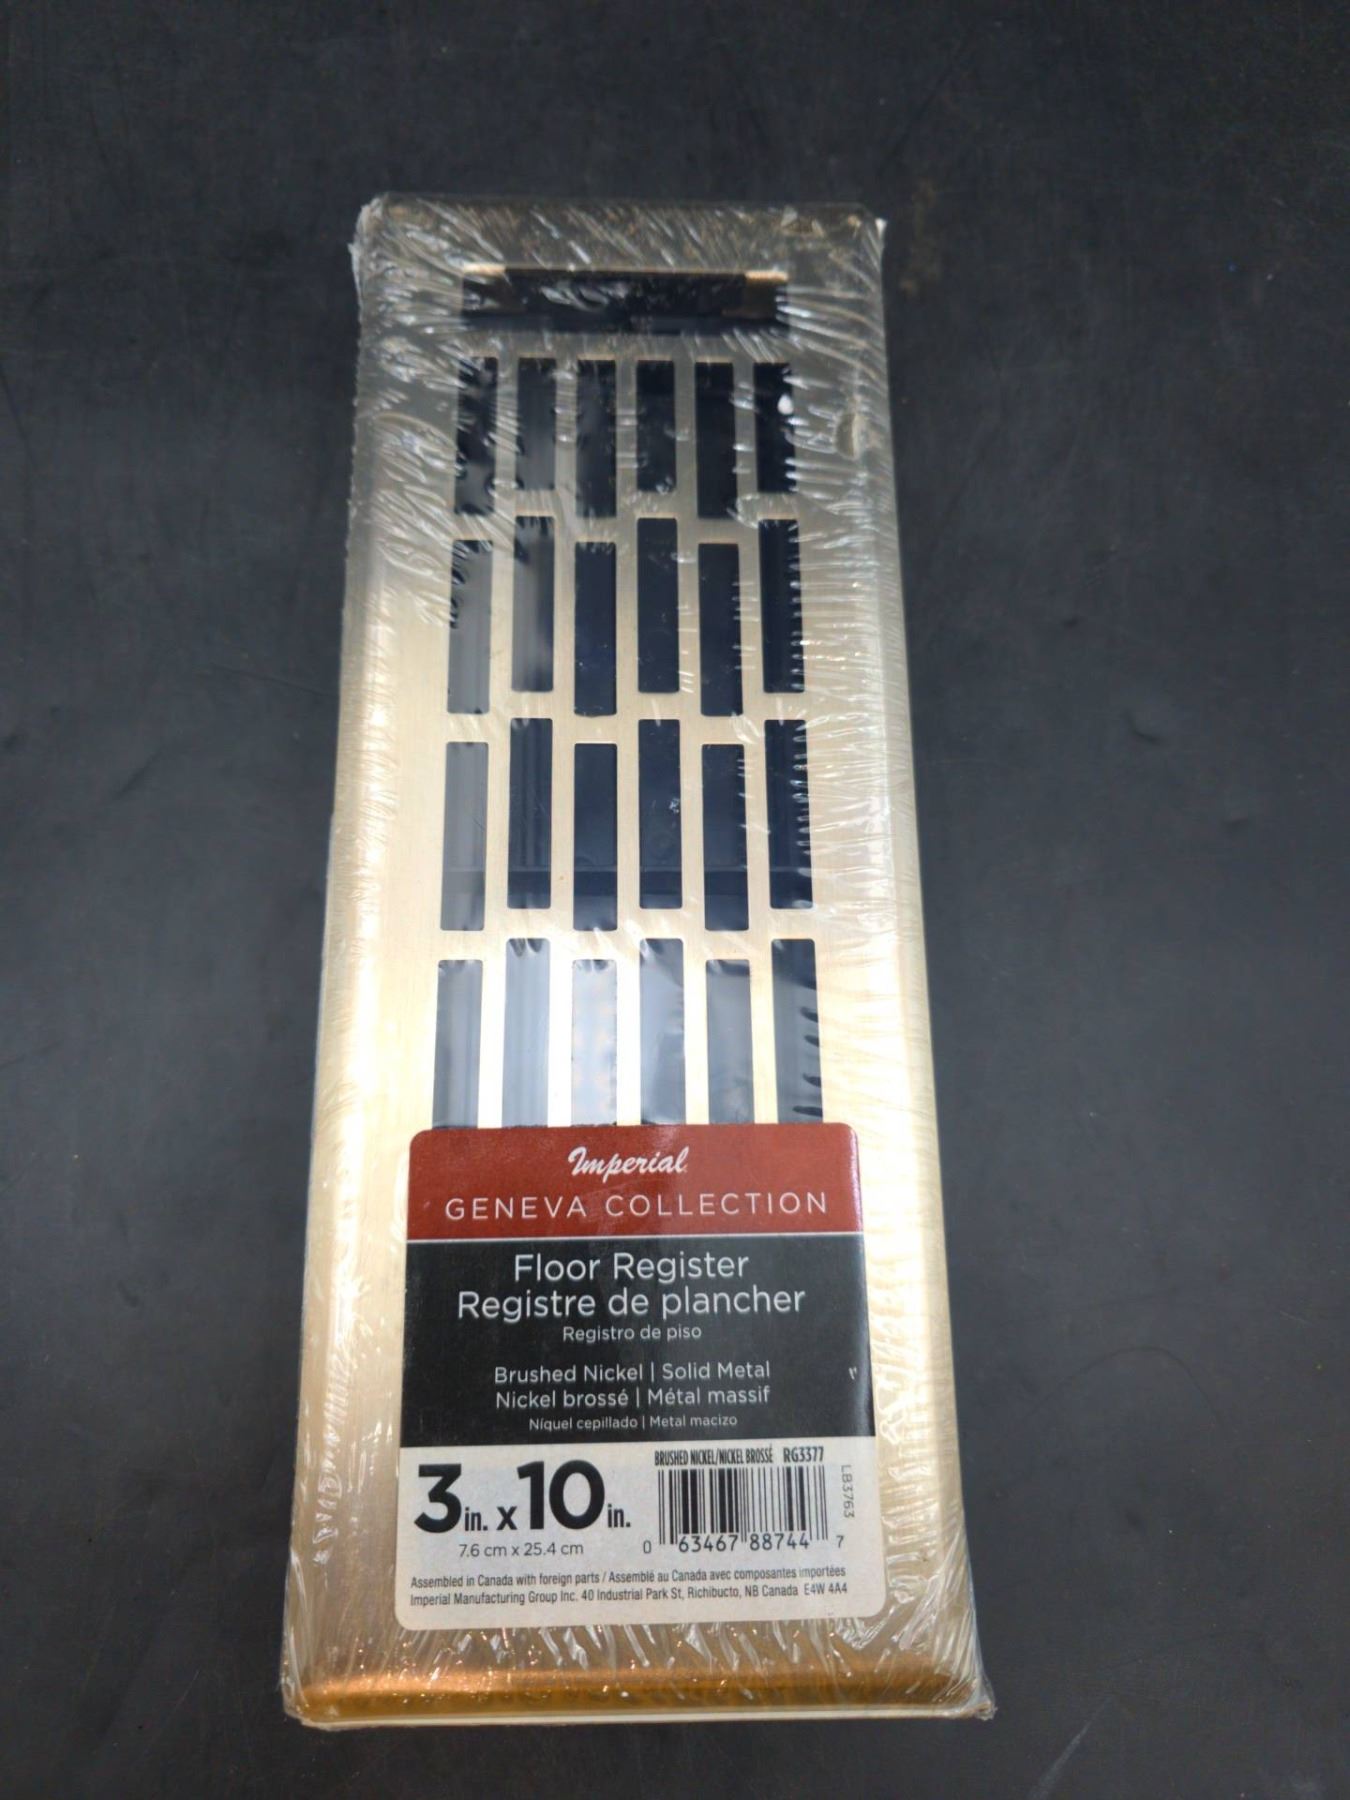 Imperial
GENEVA COLLECTION
Floor Register
Registre de plancher
Registro de piso
Brushed Nickel | Solid Metal
Nickel brossé | Métal massif
Níquel cepillado | Metal macizo
BRUSHED NICKEL/NICKEL BROSSÉ RG3377
3in. x 10in.
7.6 cm x 25.4 cm
0 63467 88744 7
LB3763
Assembled in Canada with foreign parts / Assemblé au Canada avec composantes importées
Imperial Manufacturing Group Inc. 40 Industrial Park St, Richibucto, NB Canada E4W 4A4